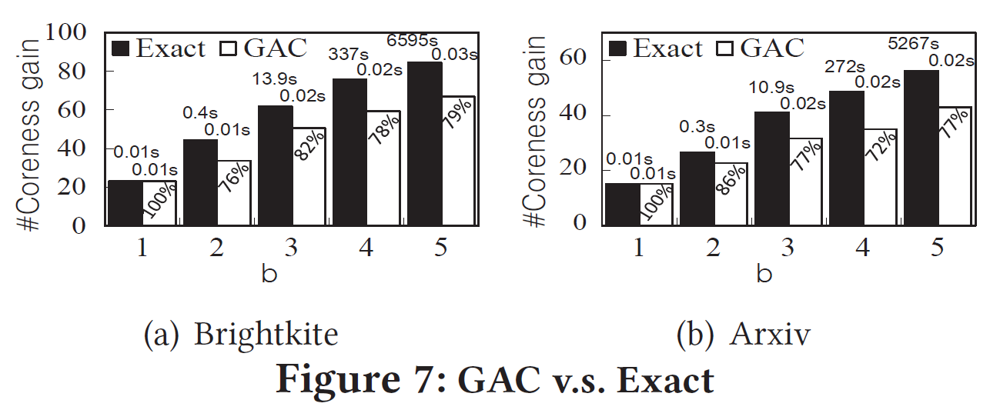 #Coreness gain
100
80
60
40
20
0
Exact GAC
0.01s 0.01s 100%
0.4s 0.01s 76%
13.9s 0.02s 82%
337s 0.02s 78%
6595s 0.03s 79%
1 2 3 4 5
b
(a) Brightkite
#Coreness gain
60
40
20
0
Exact GAC
0.01s 0.01s 100%
0.3s 0.01s 86%
10.9s 0.02s 77%
272s 0.02s 72%
5267s 0.02s 77%
1 2 3 4 5
b
(b) Arxiv
Figure 7: GAC v.s. Exact